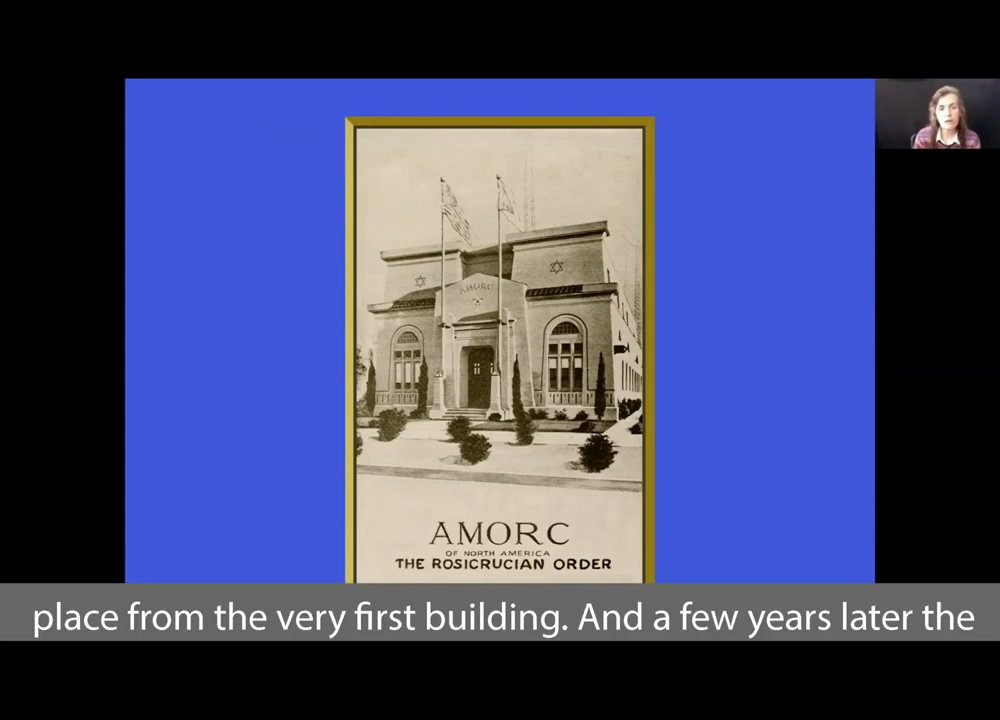 AMORC
AMORC
OF NORTH AMERICA
THE ROSICRUCIAN ORDER
place from the very first building. And a few years later the